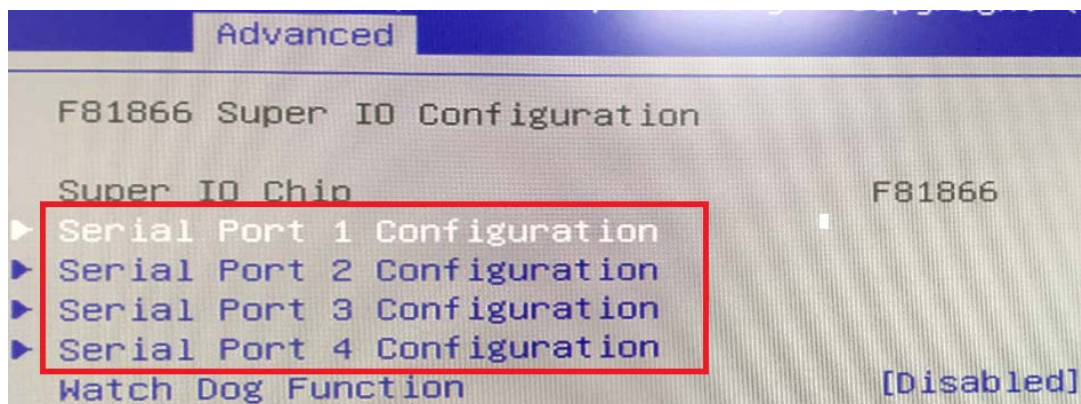 Advanced
F81866 Super IO Configuration
Super IO Chip F81866
Serial Port 1 Configuration
Serial Port 2 Configuration
Serial Port 3 Configuration
Serial Port 4 Configuration
Watch Dog Function [Disabled]